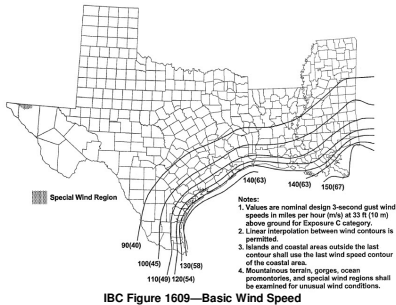 140(63)
140(63)
150(67)
Special Wind Region
130(58)
90(40)
100(45)
110(49)
120(54)
Notes:
1. Values are nominal design 3-second gust wind
speeds in miles per hour (m/s) at 33 ft (10 m)
above ground for Exposure C category.
2. Linear interpolation between wind contours is
permitted.
3. Islands and coastal areas outside the last
contour shall use the last wind speed contour
of the coastal area.
4. Mountainous terrain, gorges, ocean
promontories, and special wind regions shall
be examined for unusual wind conditions.
IBC Figure 1609—Basic Wind Speed